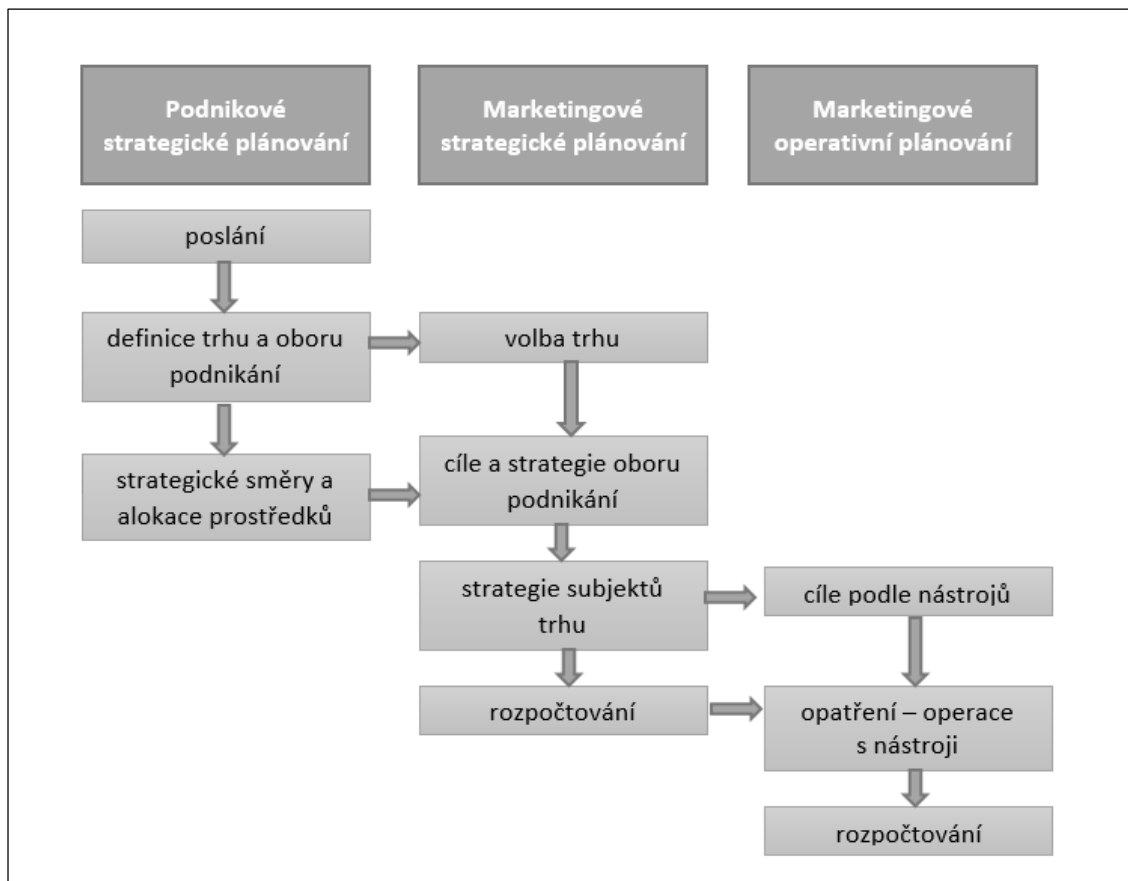 Podnikové
strategické plánování
Marketingové
strategické plánování
Marketingové
operativní plánování
poslání
definice trhu a oboru
podnikání
volba trhu
strategické směry a
alokace prostředků
cíle a strategie oboru
podnikání
strategie subjektů
trhu
cíle podle nástrojů
rozpočtování
opatření – operace
s nástroji
rozpočtování